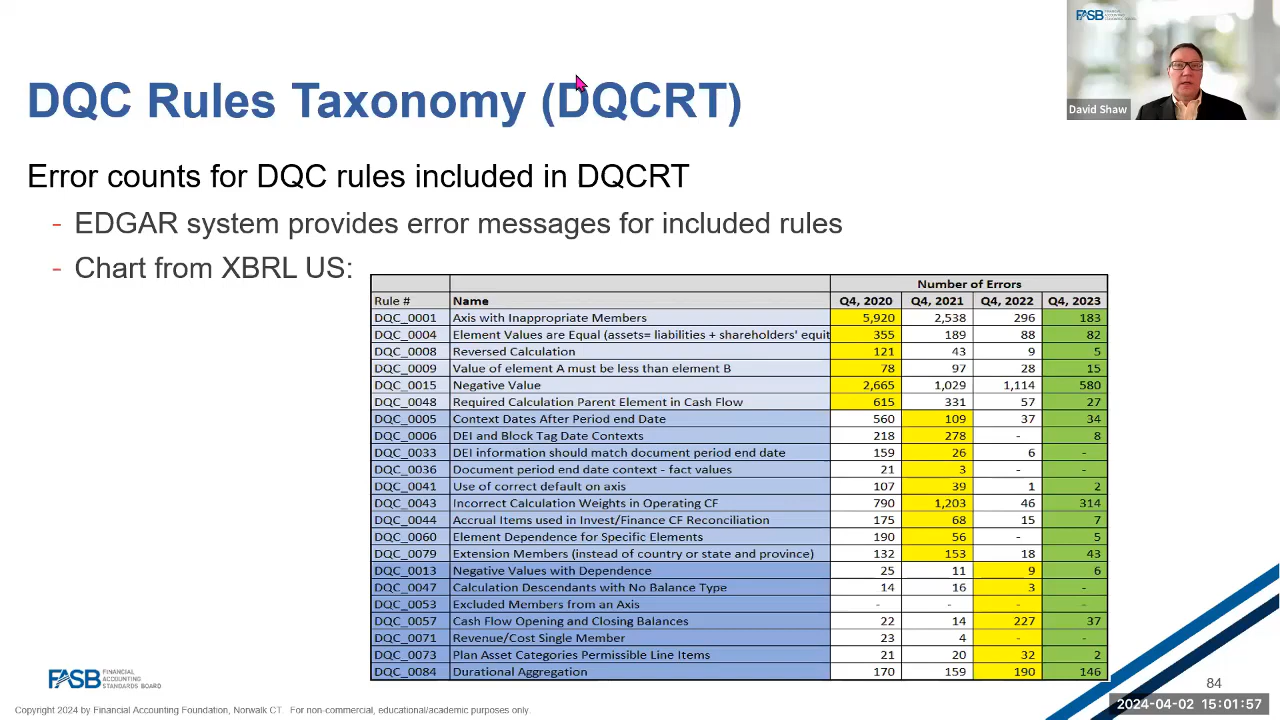 FASB
David Shaw
DQC Rules Taxonomy (DQCRT)
Error counts for DQC rules included in DQCRT
- EDGAR system provides error messages for included rules
- Chart from XBRL US:
Number of Errors
Rule # Name Q4, 2020 Q4, 2021 Q4, 2022 Q4, 2023
DQC_0001 Axis with Inappropriate Members 5,920 2,538 296 183
DQC_0004 Element Values are Equal (assets= liabilities + shareholders' equit 355 189 88 82
DQC_0008 Reversed Calculation 121 43 9 5
DQC_0009 Value of element A must be less than element B 78 97 28 15
DQC_0015 Negative Value 2,665 1,029 1,114 580
DQC_0048 Required Calculation Parent Element in Cash Flow 615 331 57 27
DQC_0005 Context Dates After Period end Date 560 109 37 34
DQC_0006 DEI and Block Tag Date Contexts 218 278 - 8
DQC_0033 DEI information should match document period end date 159 26 6 -
DQC_0036 Document period end date context - fact values 21 3 - -
DQC_0041 Use of correct default on axis 107 39 1 2
DQC_0043 Incorrect Calculation Weights in Operating CF 790 1,203 46 314
DQC_0044 Accrual Items used in Invest/Finance CF Reconciliation 175 68 15 7
DQC_0060 Element Dependence for Specific Elements 190 56 - 5
DQC_0079 Extension Members (instead of country or state and province) 132 153 18 43
DQC_0013 Negative Values with Dependence 25 11 9 6
DQC_0047 Calculation Descendants with No Balance Type 14 16 3 -
DQC_0053 Excluded Members from an Axis - - - -
DQC_0057 Cash Flow Opening and Closing Balances 22 14 227 37
DQC_0071 Revenue/Cost Single Member 23 4 - -
DQC_0073 Plan Asset Categories Permissible Line Items 21 20 32 2
DQC_0084 Durational Aggregation 170 159 190 146
FASB FINANCIAL
ACCOUNTING
STANDARDS BOARD
84
2024-04-02 15:01:57
Copyright 2024 by Financial Accounting Foundation, Norwalk CT. For non-commercial, educational/academic purposes only.